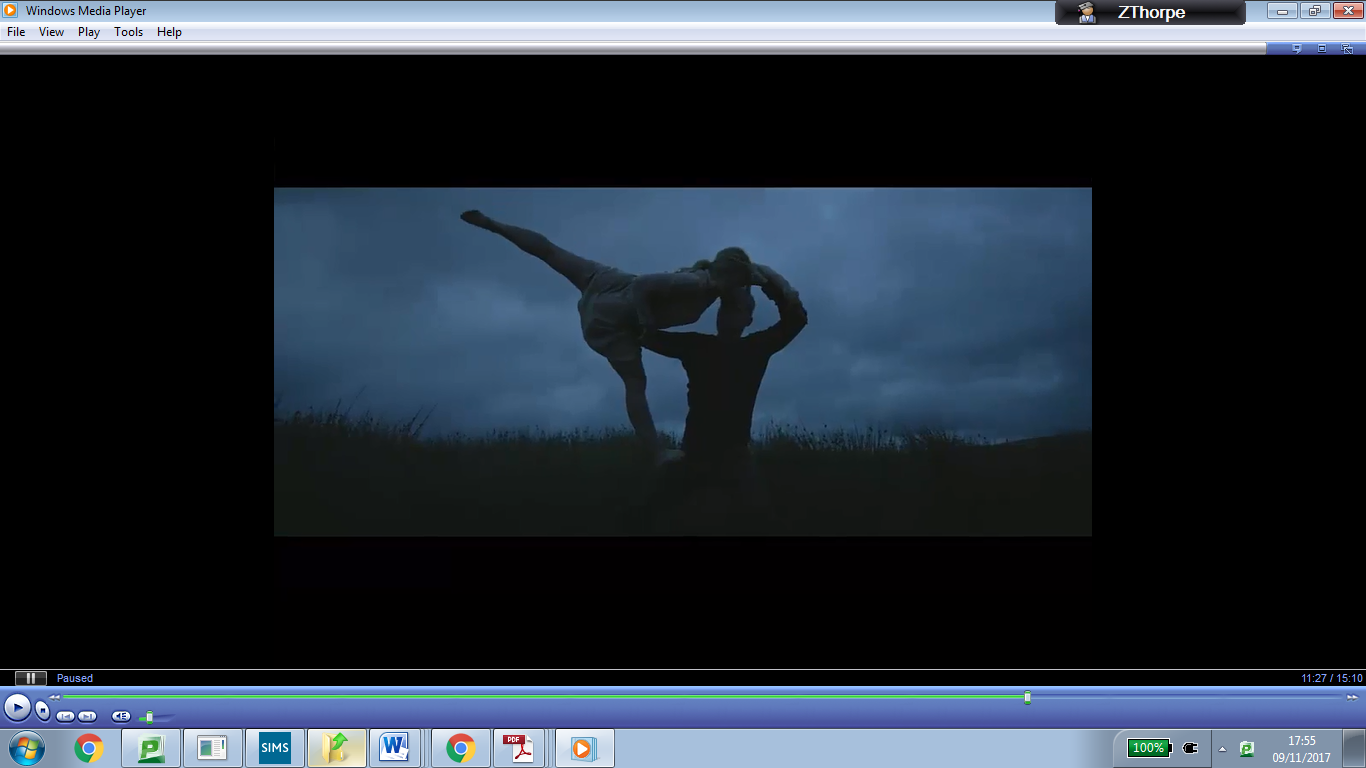 Windows Media Player
ZThorpe
File View Play Tools Help
Paused
11:27 / 15:10
SIMS
W
PDF
100%
17:55
09/11/2017